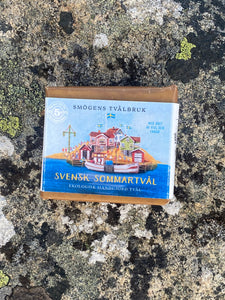 SMÖGENS TVÅLBRUK
SVENSK SOMMARTVÅL
EKOLOGISK HANDGJORD TVÅL